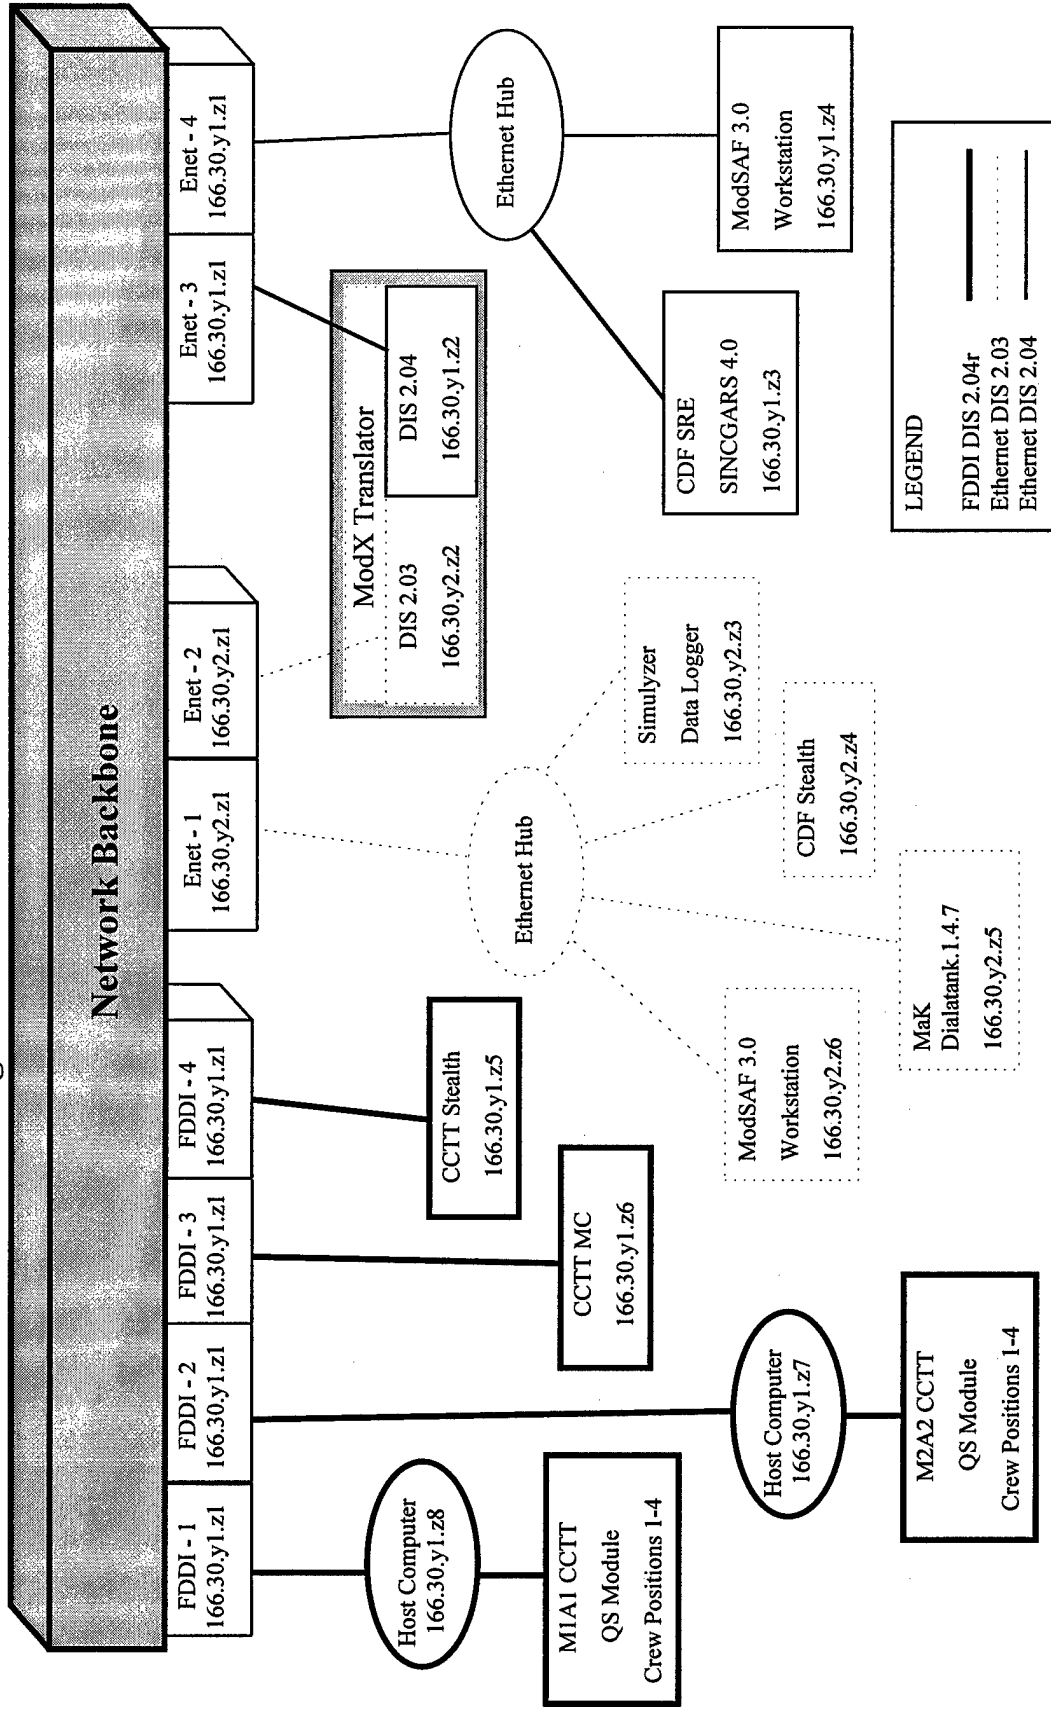 Network Backbone
FDDI - 1
166.30.y1.z1
FDDI - 2
166.30.y1.z1
FDDI - 3
166.30.y1.z1
FDDI - 4
166.30.y1.z1
Enet - 1
166.30.y2.z1
Enet - 2
166.30.y2.z1
Enet - 3
166.30.y1.z1
Enet - 4
166.30.y1.z1
Host Computer
166.30.y1.z8
M1A1 CCTT
QS Module
Crew Positions 1-4
Host Computer
166.30.y1.z7
M2A2 CCTT
QS Module
Crew Positions 1-4
CCTT MC
166.30.y1.z6
CCTT Stealth
166.30.y1.z5
Ethernet Hub
ModSAF 3.0
Workstation
166.30.y2.z6
MaK
Dialatank.1.4.7
166.30.y2.z5
CDF Stealth
166.30.y2.z4
Simulyzer
Data Logger
166.30.y2.z3
ModX Translator
DIS 2.03
166.30.y2.z2
DIS 2.04
166.30.y1.z2
Ethernet Hub
CDF SRE
SINCGARS 4.0
166.30.y1.z3
ModSAF 3.0
Workstation
166.30.y1.z4
LEGEND
FDDI DIS 2.04r
Ethernet DIS 2.03
Ethernet DIS 2.04